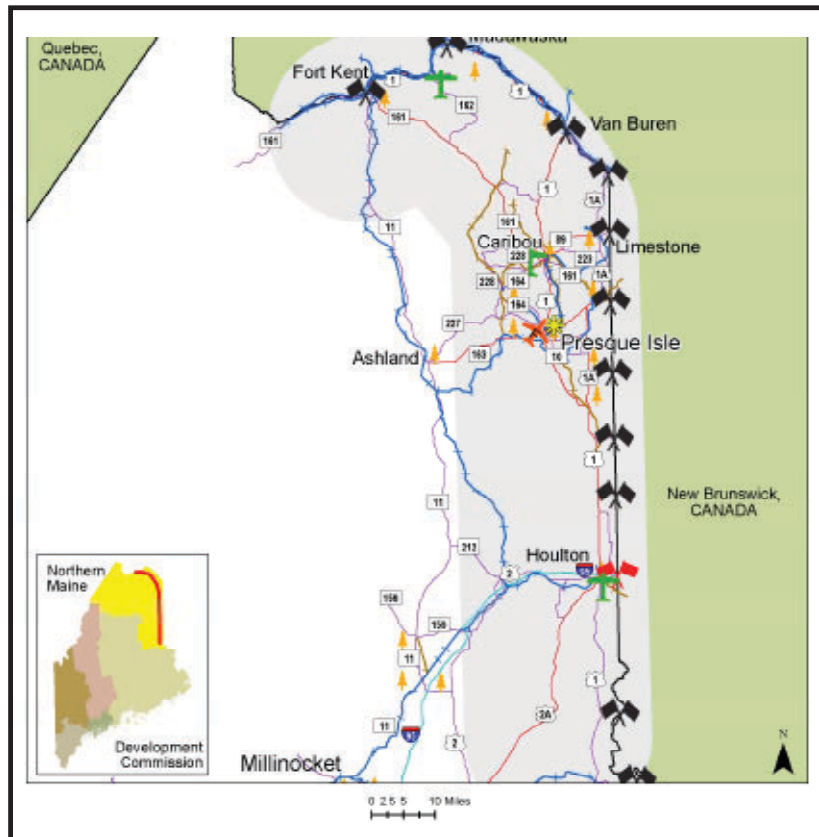 Quebec,
CANADA
Madawaska
Fort Kent
1
162
1
161
161
Van Buren
1
1A
11
161
Caribou
89
Limestone
228
223
161
1A
228
164
1
164
227
Presque Isle
Ashland
163
10
1A
1
New Brunswick,
CANADA
11
212
Houlton
95
2
Northern
Maine
159
11
1
2A
11
2
Development
Commission
Millinocket
N
0 2.5 5 10 Miles